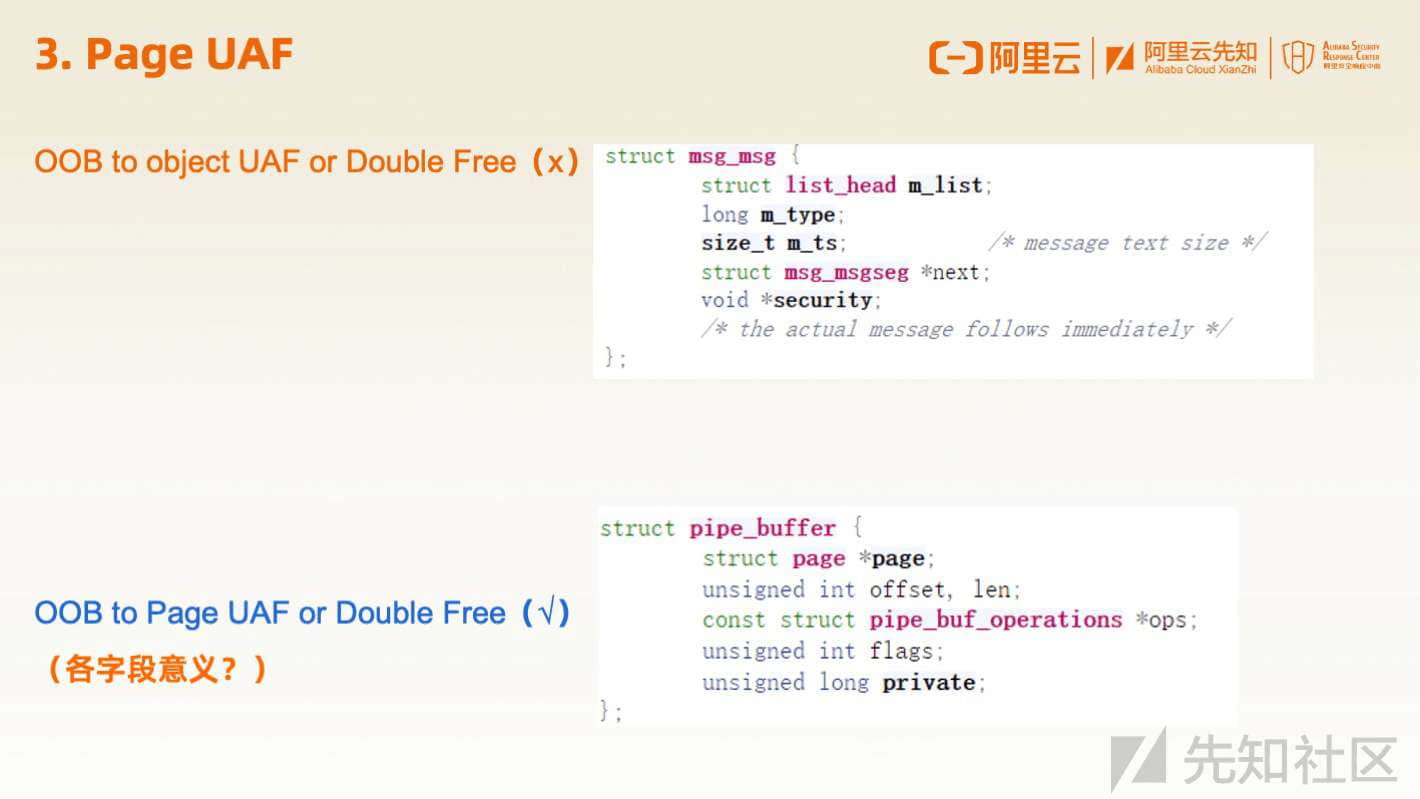 3. Page UAF
阿里云
阿里云先知
Alibaba Cloud XianZhi
ALIBABA SECURITY
RESPONSE CENTER
阿里安全响应中心
OOB to object UAF or Double Free（x）
struct msg_msg {
struct list_head m_list;
long m_type;
size_t m_ts; /* message text size */
struct msg_msgseg *next;
void *security;
/* the actual message follows immediately */
};
OOB to Page UAF or Double Free（√）
（各字段意义？）
struct pipe_buffer {
struct page *page;
unsigned int offset, len;
const struct pipe_buf_operations *ops;
unsigned int flags;
unsigned long private;
};
先知社区